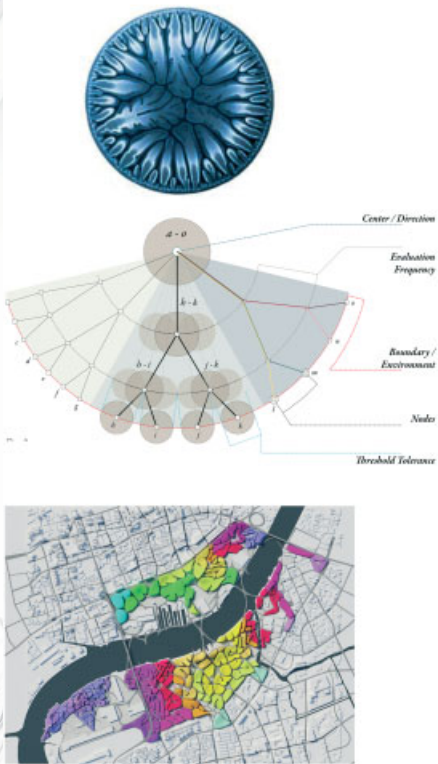 a - o
Center / Direction
Evaluation
Frequency
h - k
Boundary /
Environment
h - i
j - k
c
d
e
f
g
h
i
j
k
l
m
n
o
Nodes
Threshold Tolerance